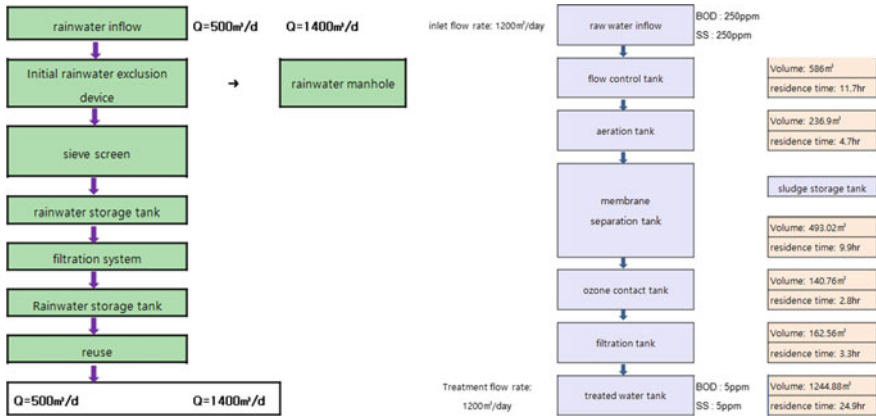 rainwater inflow
Q=500㎥/d
Q=1400㎥/d
Initial rainwater exclusion
device
→
rainwater manhole
sieve screen
rainwater storage tank
filtration system
Rainwater storage tank
reuse
Q=500㎥/d
Q=1400㎥/d
inlet flow rate: 1200㎥/day
raw water inflow
BOD : 250ppm
SS : 250ppm
flow control tank
Volume: 586㎥
residence time: 11.7hr
aeration tank
Volume: 236.9㎥
residence time: 4.7hr
membrane
separation tank
sludge storage tank
Volume: 493.02㎥
residence time: 9.9hr
ozone contact tank
Volume: 140.76㎥
residence time: 2.8hr
filtration tank
Volume: 162.56㎥
residence time: 3.3hr
Treatment flow rate:
1200㎥/day
treated water tank
BOD : 5ppm
SS : 5ppm
Volume: 1244.88㎥
residence time: 24.9hr